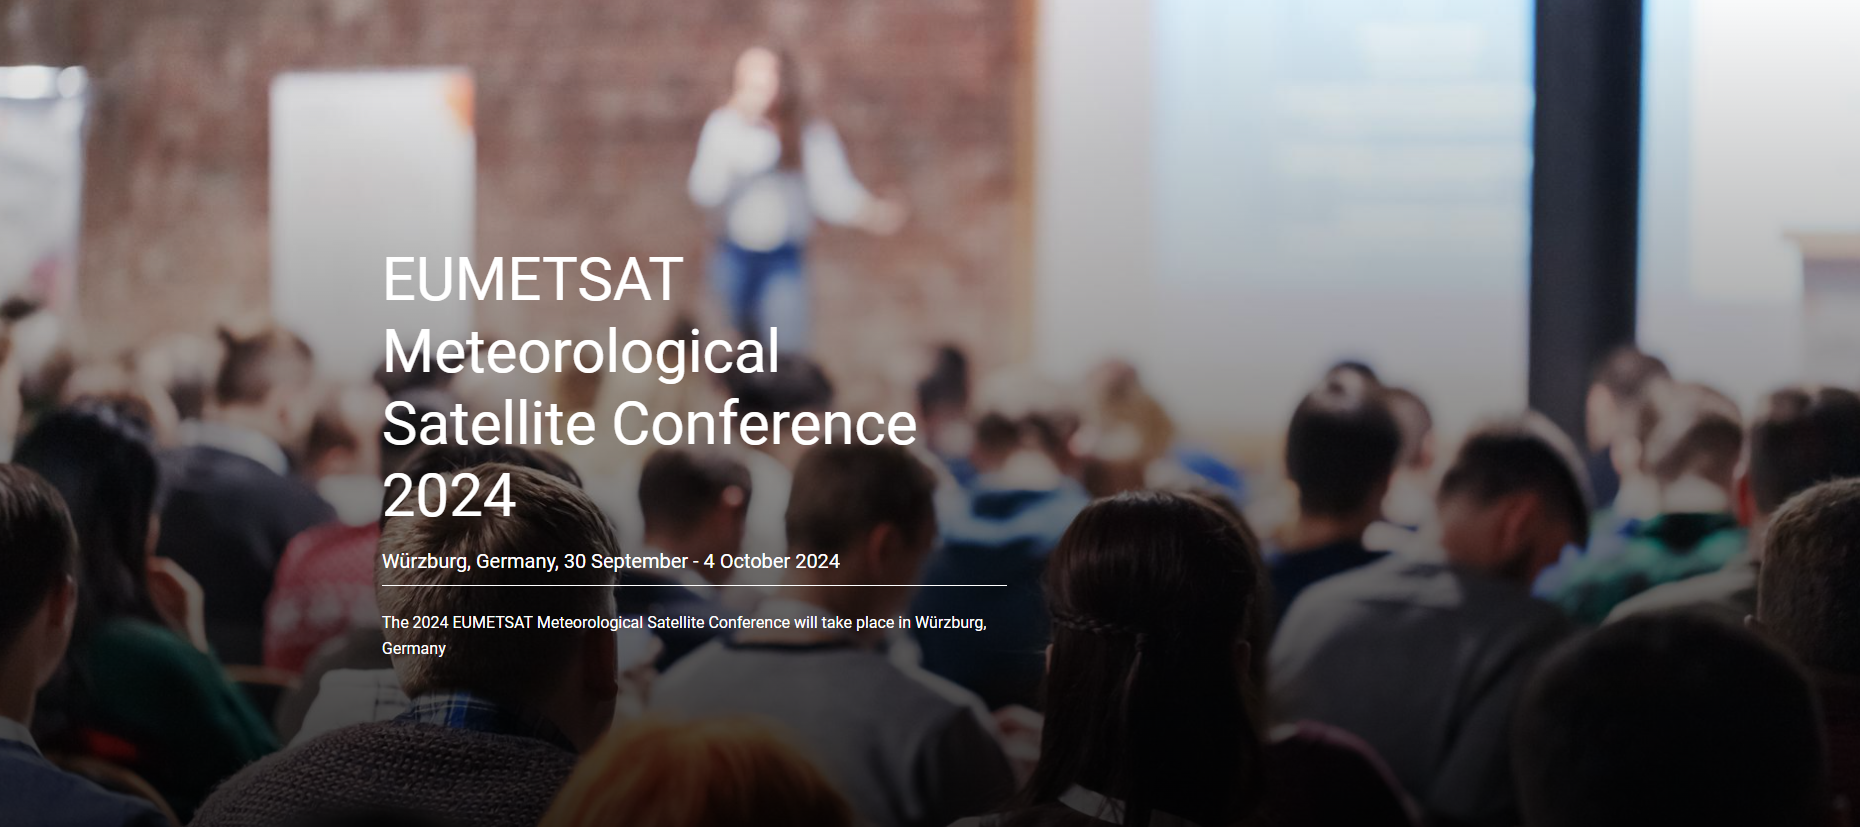 EUMETSAT
Meteorological
Satellite Conference
2024
Würzburg, Germany, 30 September - 4 October 2024
The 2024 EUMETSAT Meteorological Satellite Conference will take place in Würzburg,
Germany